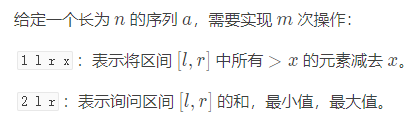 给定一个长为 n 的序列 a，需要实现 m 次操作：
1 l r x ：表示将区间 [l, r] 中所有 > x 的元素减去 x。
2 l r ：表示询问区间 [l, r] 的和，最小值，最大值。